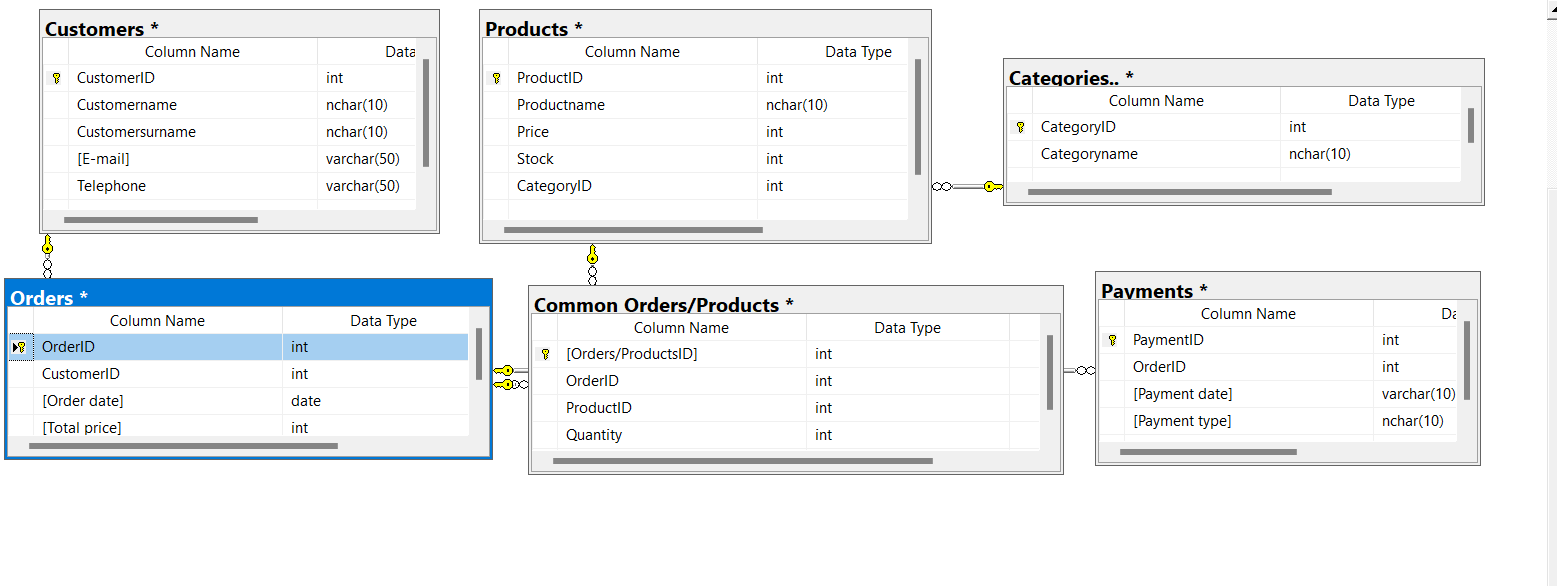 Customers *
Column Name Data
CustomerID int
Customername nchar(10)
Customersurname nchar(10)
[E-mail] varchar(50)
Telephone varchar(50)
Products *
Column Name Data Type
ProductID int
Productname nchar(10)
Price int
Stock int
CategoryID int
Categories.. *
Column Name Data Type
CategoryID int
Categoryname nchar(10)
Orders *
Column Name Data Type
OrderID int
CustomerID int
[Order date] date
[Total price] int
Common Orders/Products *
Column Name Data Type
[Orders/ProductsID] int
OrderID int
ProductID int
Quantity int
Payments *
Column Name Da
PaymentID int
OrderID int
[Payment date] varchar(10)
[Payment type] nchar(10)